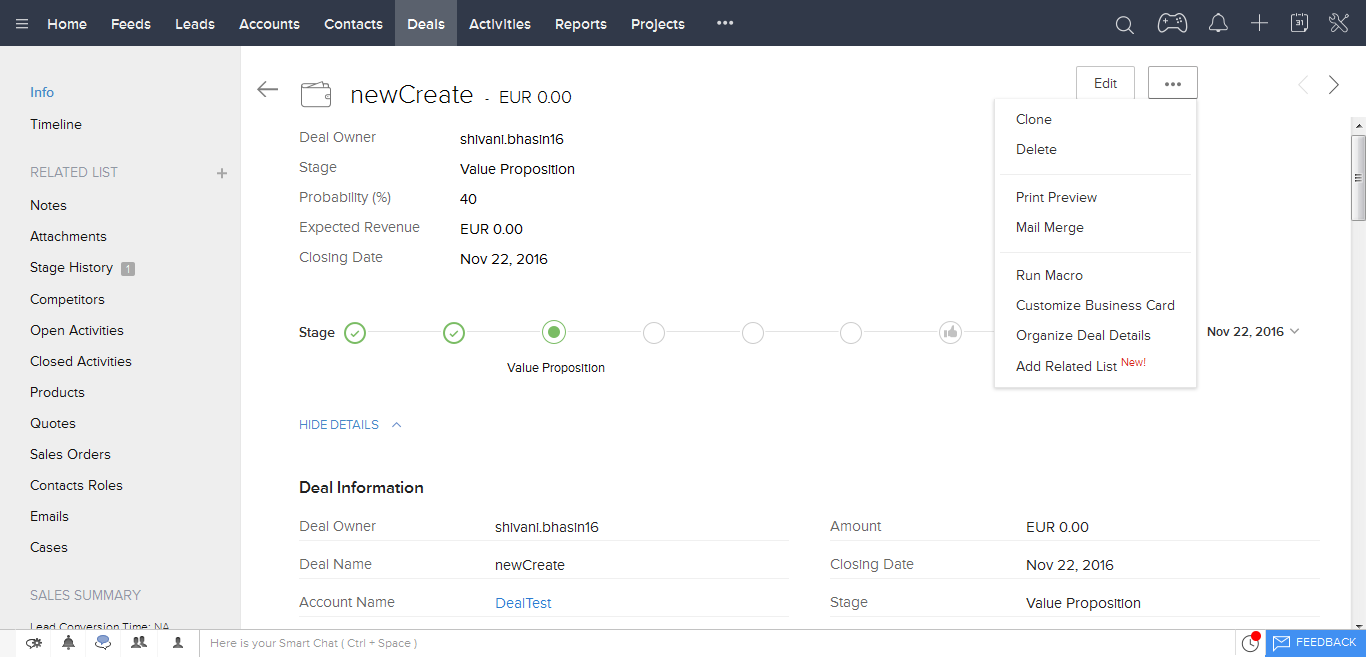 Home Feeds Leads Accounts Contacts Deals Activities Reports Projects ••• 31
Info
Timeline
RELATED LIST +
Notes
Attachments
Stage History 1
Competitors
Open Activities
Closed Activities
Products
Quotes
Sales Orders
Contacts Roles
Emails
Cases
SALES SUMMARY
Lead Conversion Time: NA
newCreate - EUR 0.00
Edit •••
Deal Owner shivani.bhasin16
Stage Value Proposition
Probability (%) 40
Expected Revenue EUR 0.00
Closing Date Nov 22, 2016
Clone
Delete
Print Preview
Mail Merge
Run Macro
Customize Business Card
Organize Deal Details
Add Related List New!
Stage Nov 22, 2016
Value Proposition
HIDE DETAILS
Deal Information
Deal Owner shivani.bhasin16 Amount EUR 0.00
Deal Name newCreate Closing Date Nov 22, 2016
Account Name DealTest Stage Value Proposition
Here is your Smart Chat ( Ctrl + Space )
FEEDBACK